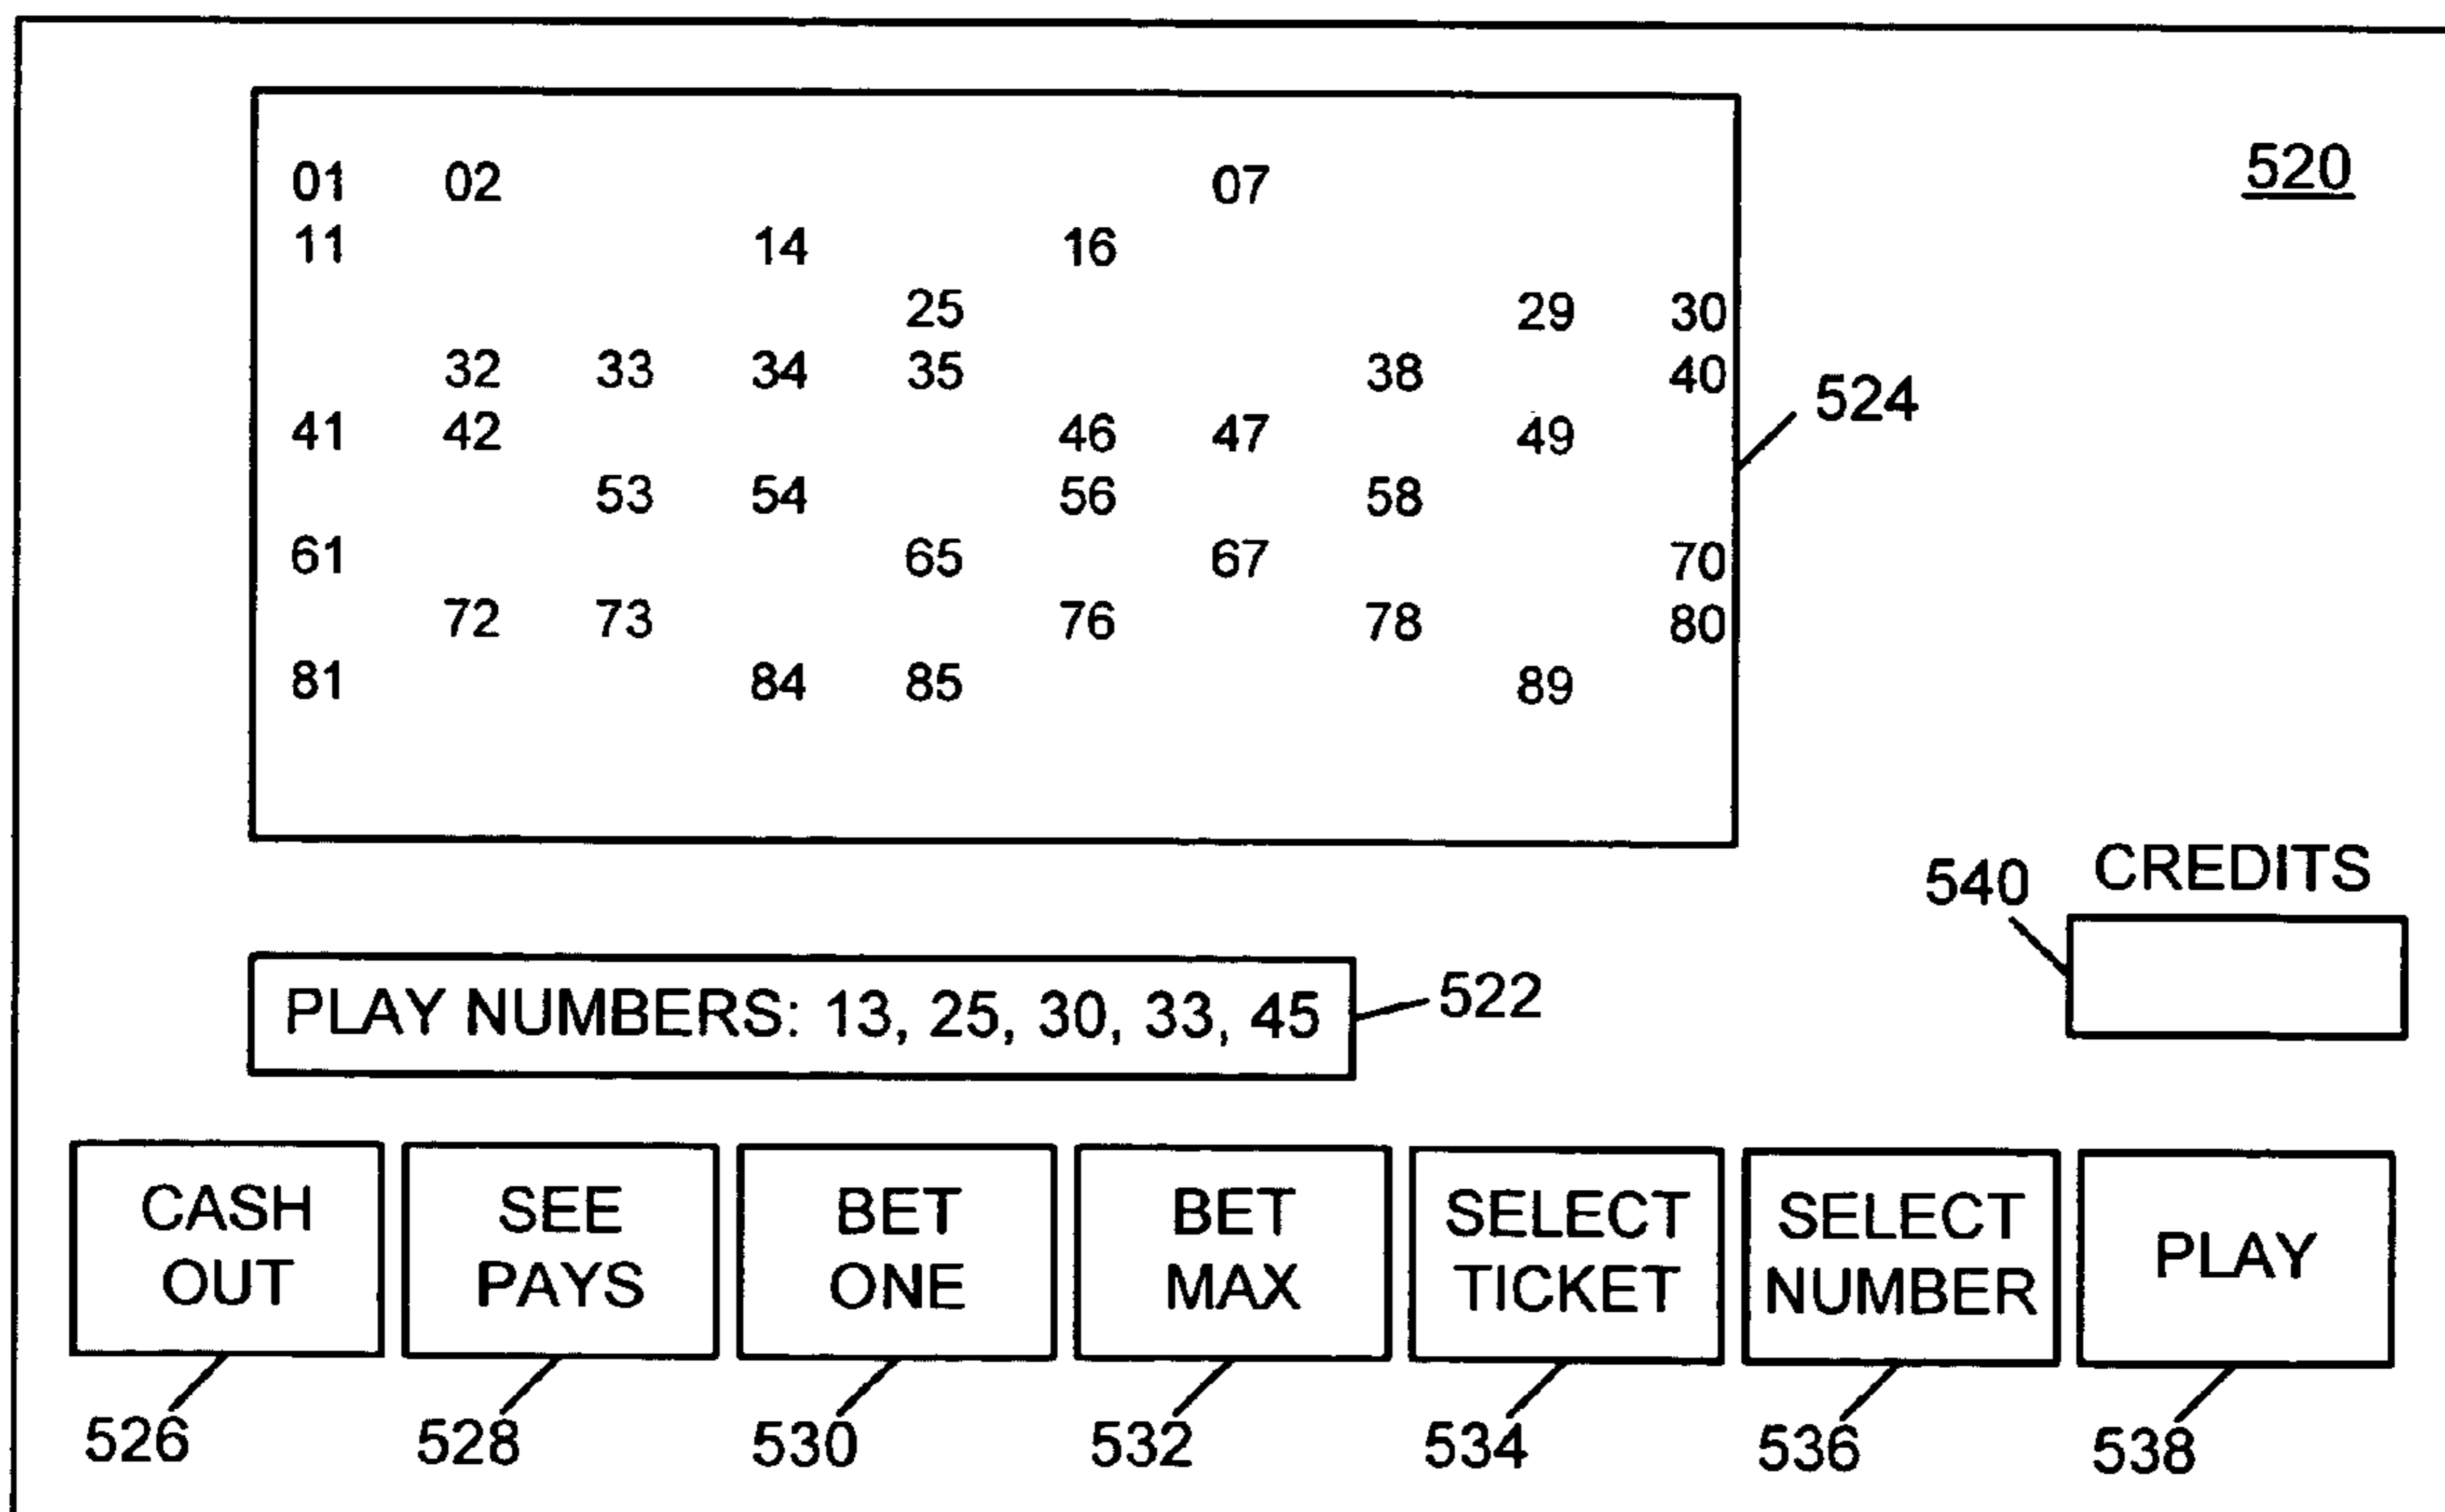 01 02 07
520
11 14 16
25 29 30
32 33 34 35 38 40
41 42 46 47 49
524
53 54 56 58
61 65 67 70
72 73 76 78 80
81 84 85 89
540 CREDITS
PLAY NUMBERS: 13, 25, 30, 33, 45
522
CASH
OUT
SEE
PAYS
BET
ONE
BET
MAX
SELECT
TICKET
SELECT
NUMBER
PLAY
526 528 530 532 534 536 538